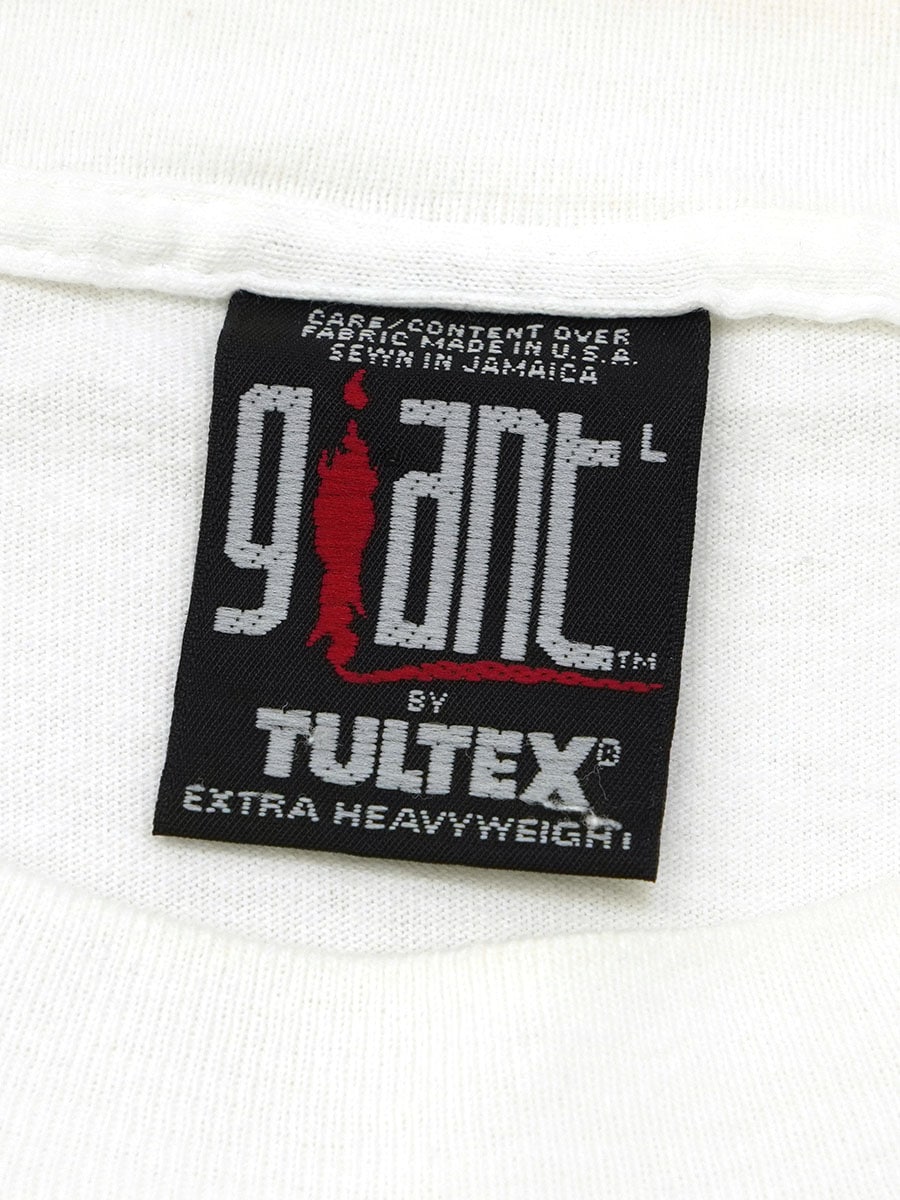 CARE/CONTENT OVER
FABRIC MADE IN U.S.A.
SEWN IN JAMAICA
giant L
TM
BY
TULTEX®
EXTRA HEAVYWEIGHT